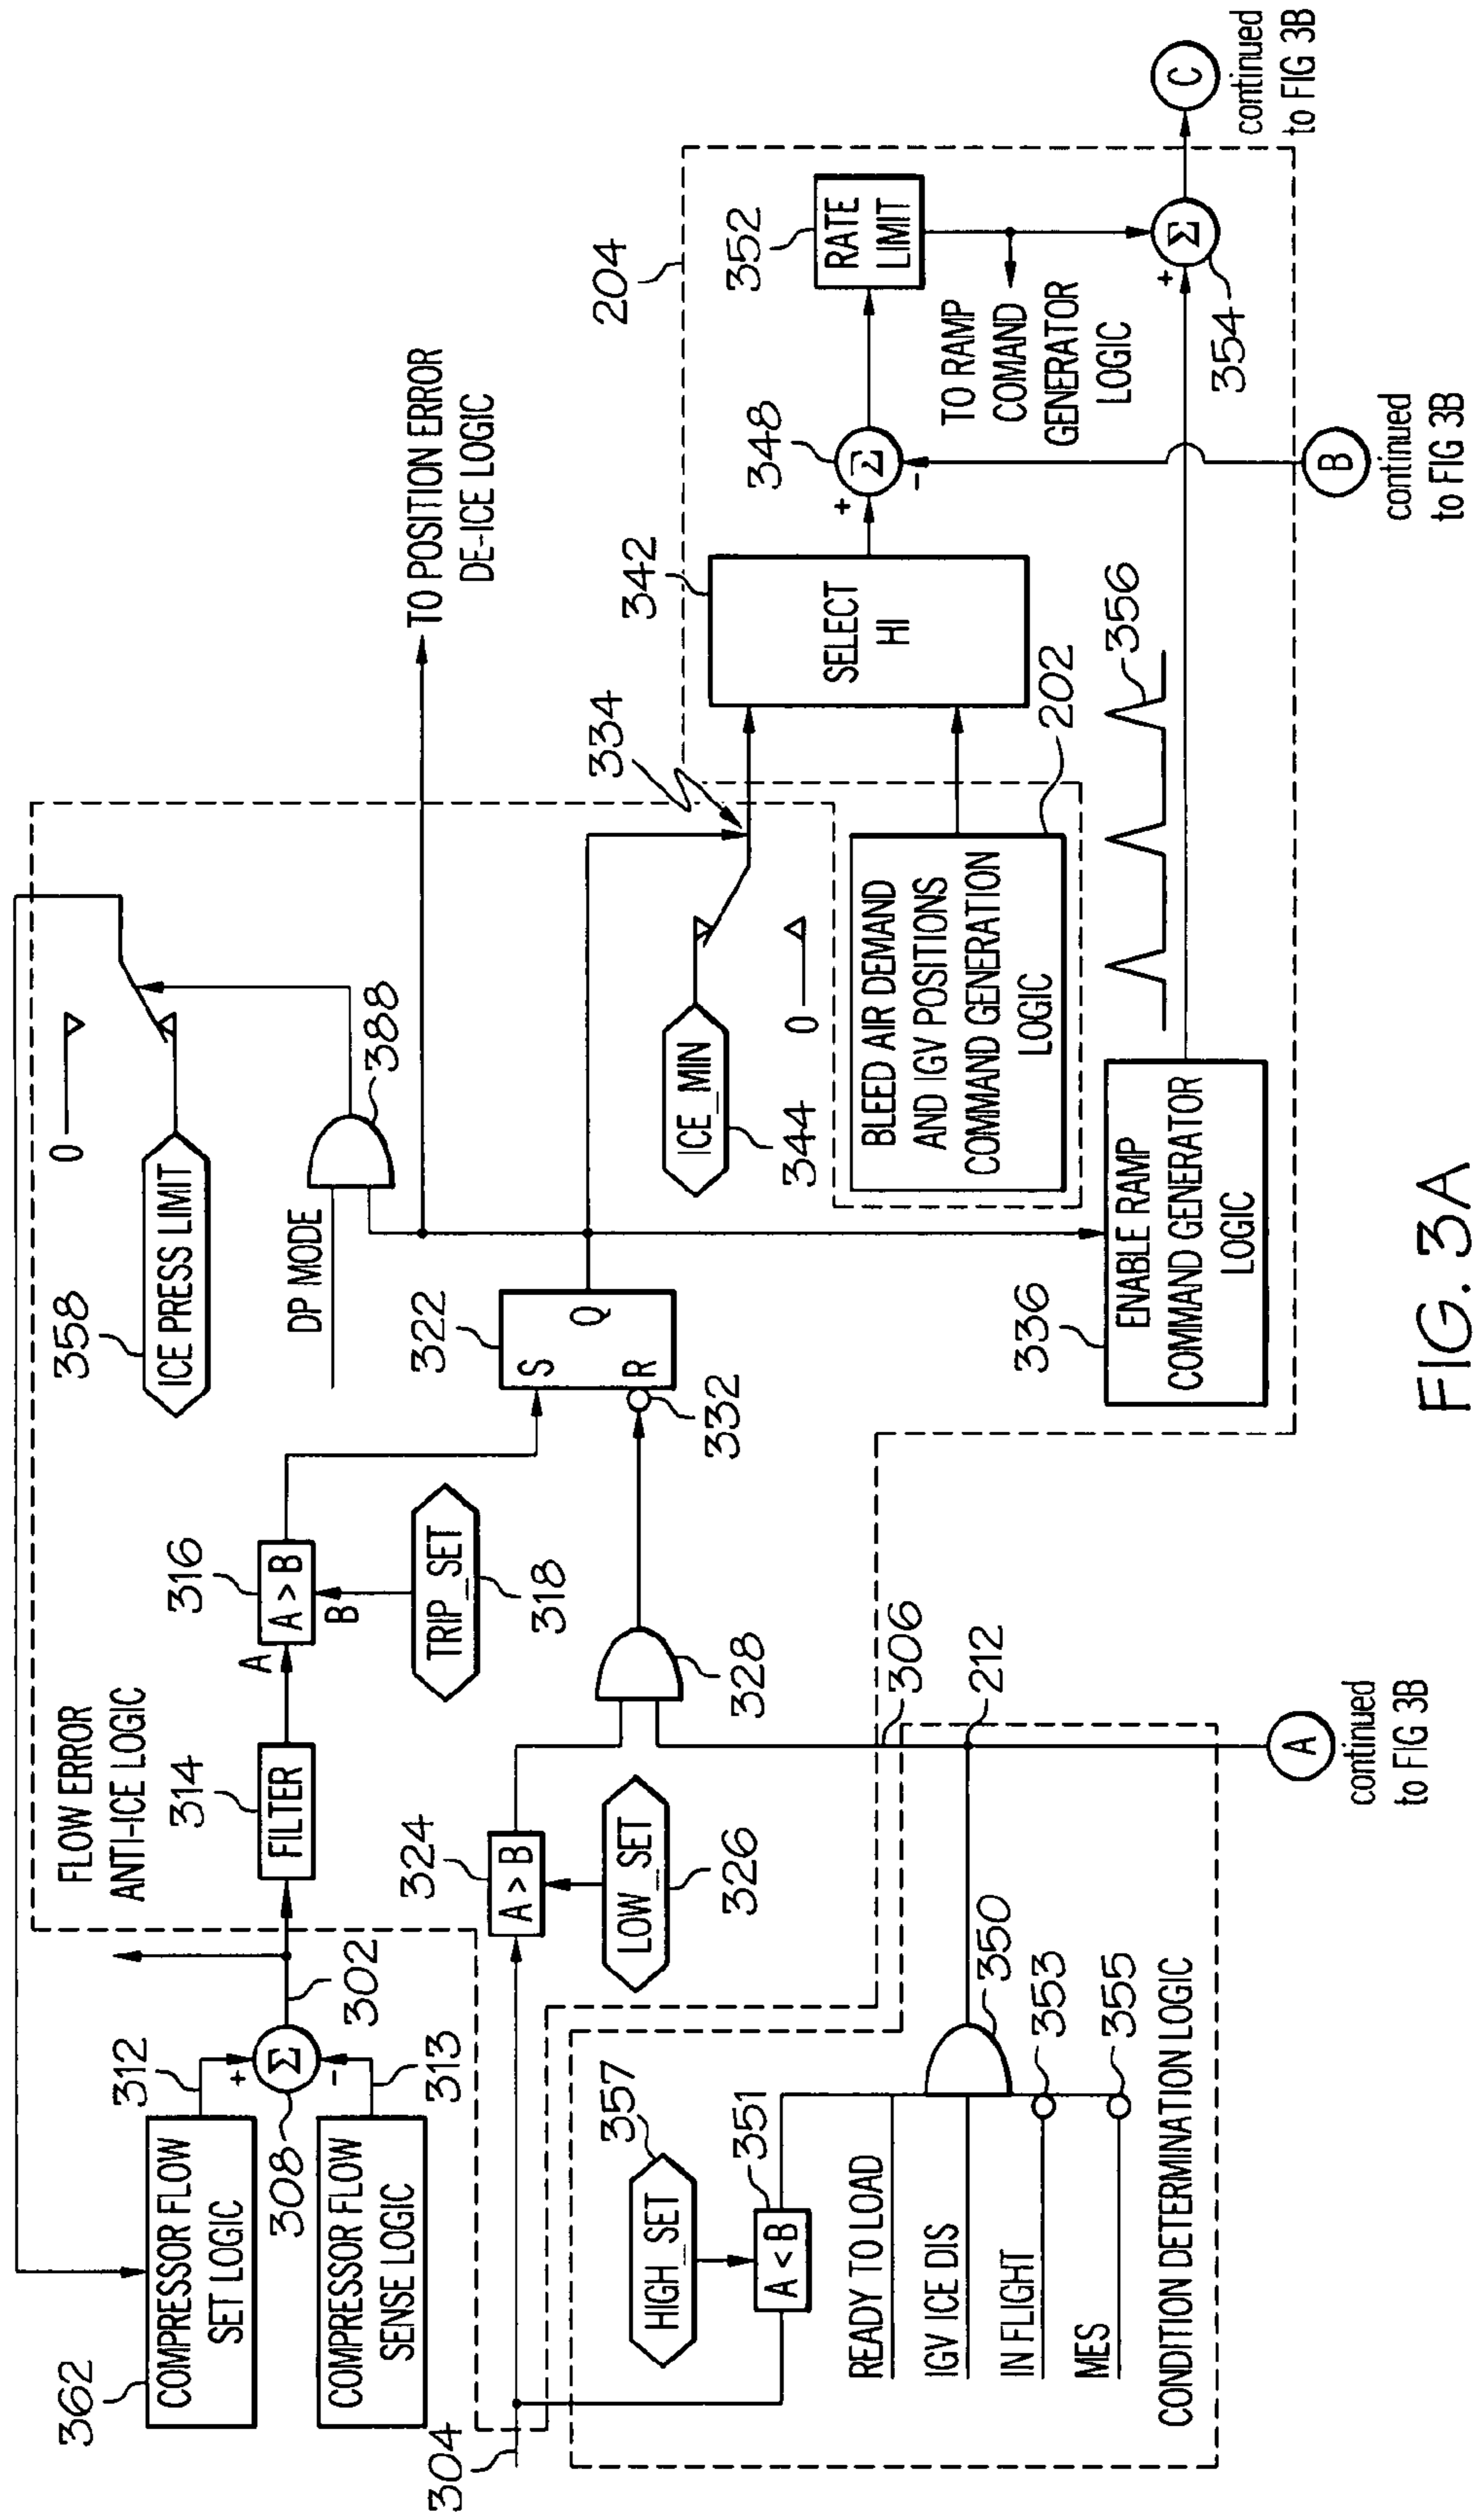 362
COMPRESSOR FLOW
SET LOGIC
312
+
Σ
308
–
302
COMPRESSOR FLOW
SENSE LOGIC
313
304
FLOW ERROR
ANTI-ICE LOGIC
314
FILTER
A
316
A > B
B
TRIP_SET
318
324
A > B
LOW_SET
326
328
332
322
S
Q
R
358
ICE PRESS LIMIT
0
DP MODE
388
TO POSITION ERROR
DE-ICE LOGIC
334
ICE_MIN
344
0
BLEED AIR DEMAND
AND IGV POSITIONS
COMMAND GENERATION
LOGIC
202
342
SELECT
HI
204
348
+
Σ
–
352
RATE
LIMIT
TO RAMP
COMAND
GENERATOR
LOGIC
+
Σ
354
C
continued
to FIG 3B
B
continued
to FIG 3B
356
336
ENABLE RAMP
COMMAND GENERATOR
LOGIC
306
212
A
continued
to FIG 3B
357
HIGH_SET
351
A < B
READY TO LOAD
IGV ICE DIS
IN FLIGHT
MES
350
353
355
CONDITION DETERMINATION LOGIC
FIG. 3A